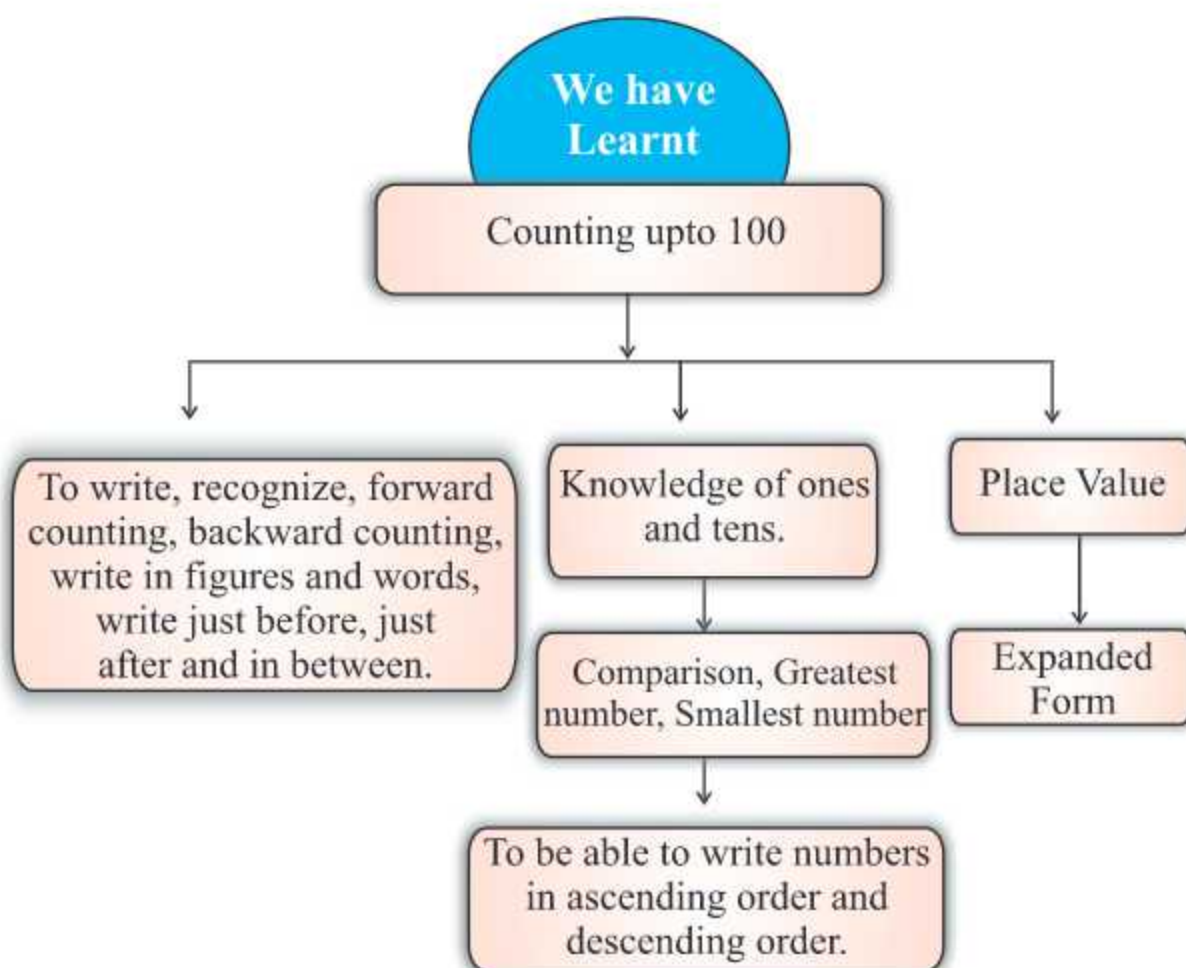 We have
Learnt
Counting upto 100
To write, recognize, forward
counting, backward counting,
write in figures and words,
write just before, just
after and in between.
Knowledge of ones
and tens.
Comparison, Greatest
number, Smallest number
To be able to write numbers
in ascending order and
descending order.
Place Value
Expanded
Form